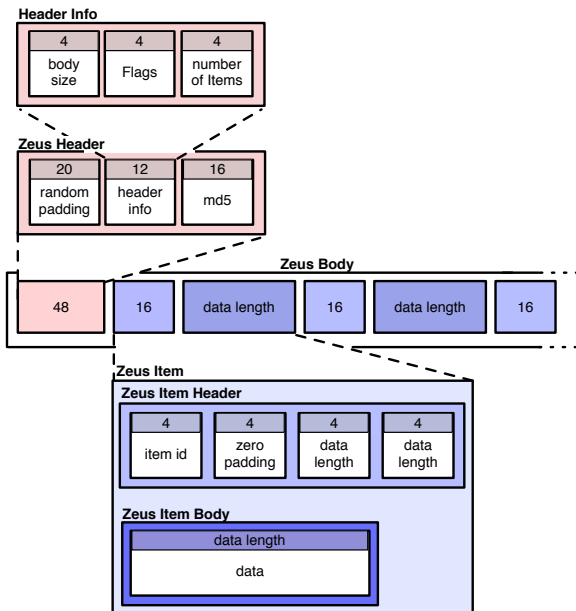 Header Info
4 4 4
body size Flags number of Items
Zeus Header
20 12 16
random padding header info md5
Zeus Body
48 16 data length 16 data length 16
Zeus Item
Zeus Item Header
4 4 4 4
item id zero padding data length data length
Zeus Item Body
data length
data